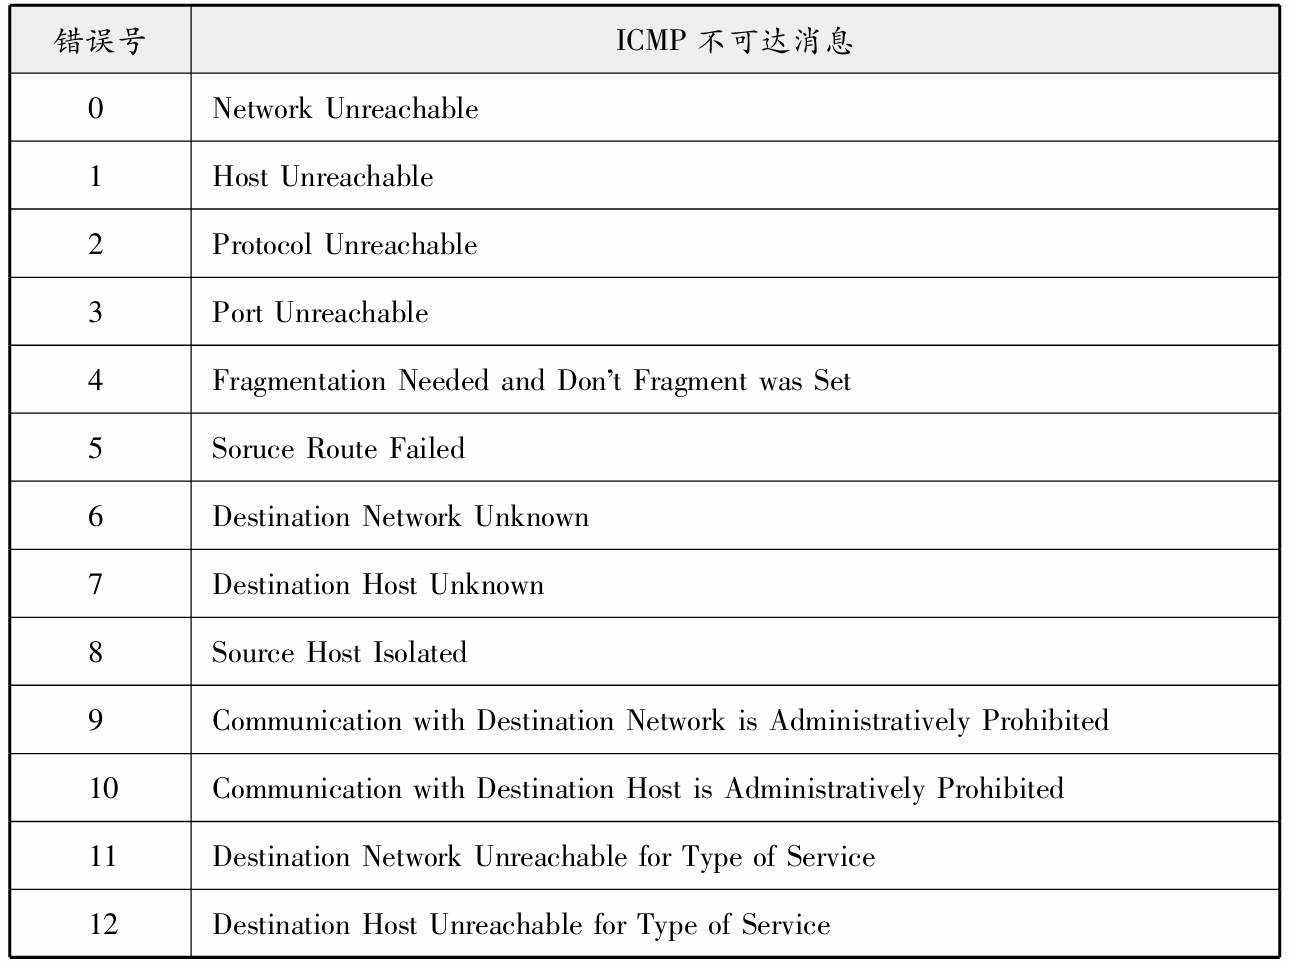 错误号 ICMP 不可达消息
0 Network Unreachable
1 Host Unreachable
2 Protocol Unreachable
3 Port Unreachable
4 Fragmentation Needed and Don't Fragment was Set
5 Soruce Route Failed
6 Destination Network Unknown
7 Destination Host Unknown
8 Source Host Isolated
9 Communication with Destination Network is Administratively Prohibited
10 Communication with Destination Host is Administratively Prohibited
11 Destination Network Unreachable for Type of Service
12 Destination Host Unreachable for Type of Service